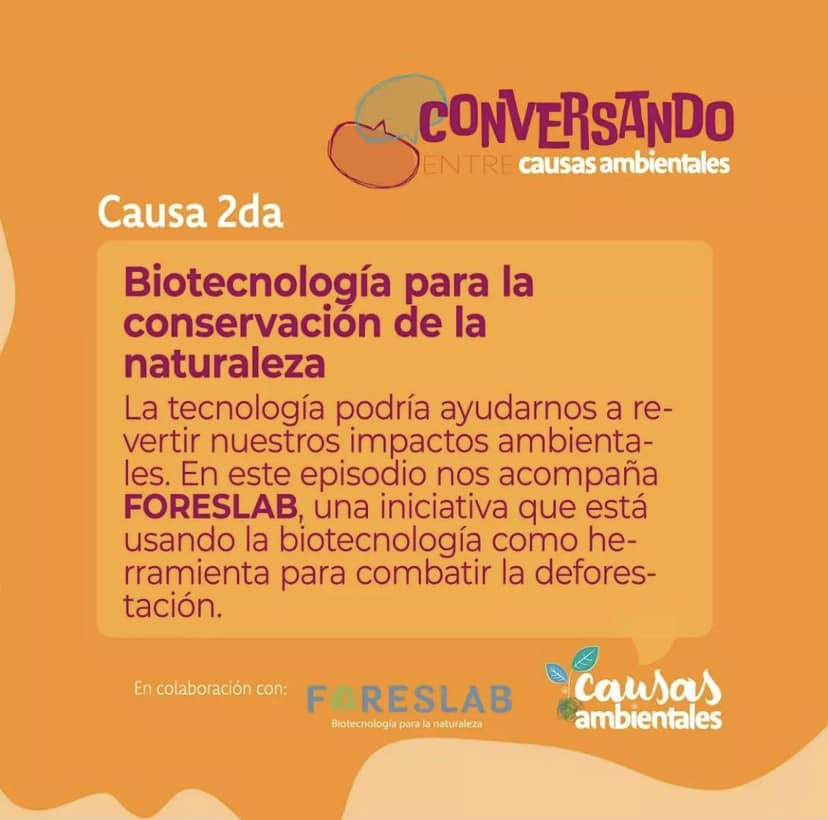 CONVERSANDO
ENTRE causas ambientales
Causa 2da
Biotecnología para la
conservación de la
naturaleza
La tecnología podría ayudarnos a re-
vertir nuestros impactos ambienta-
les. En este episodio nos acompaña
FORESLAB, una iniciativa que está
usando la biotecnología como he-
rramienta para combatir la defores-
tación.
En colaboración con:
FORESLAB
Biotecnología para la naturaleza
causas
ambientales